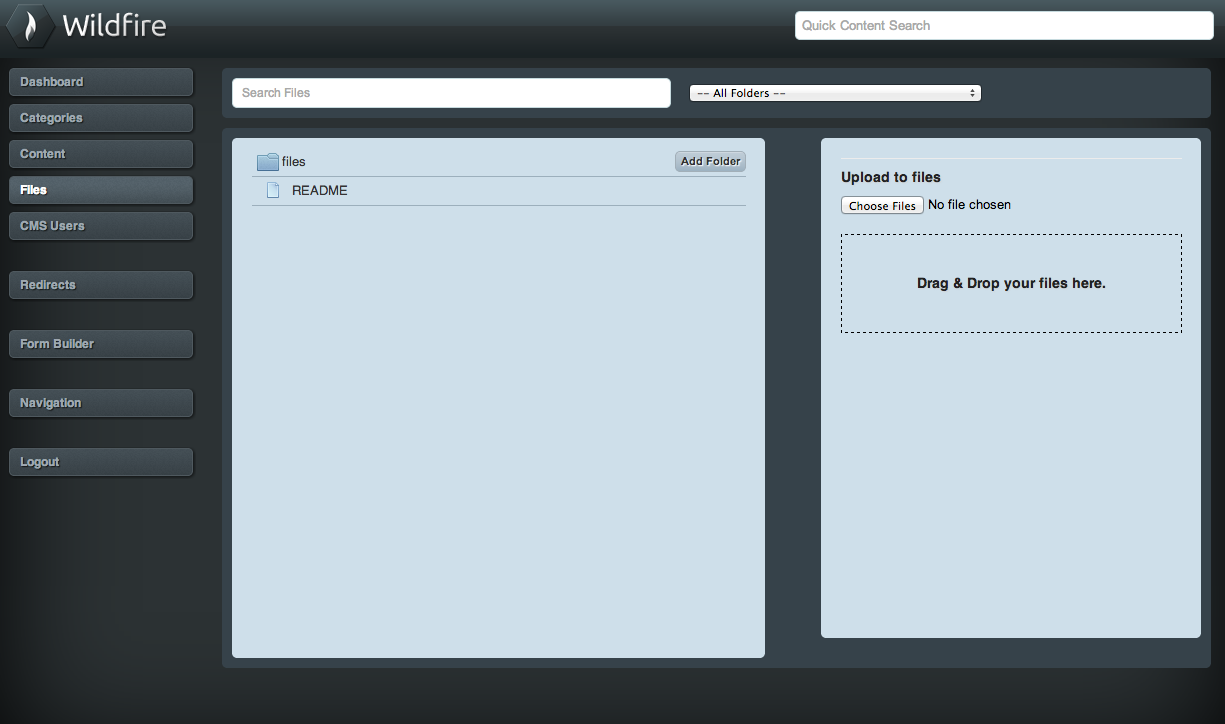 Wildfire
Quick Content Search
Dashboard
Categories
Content
Files
CMS Users
Redirects
Form Builder
Navigation
Logout
Search Files
-- All Folders --
files
Add Folder
README
Upload to files
Choose Files No file chosen
Drag & Drop your files here.